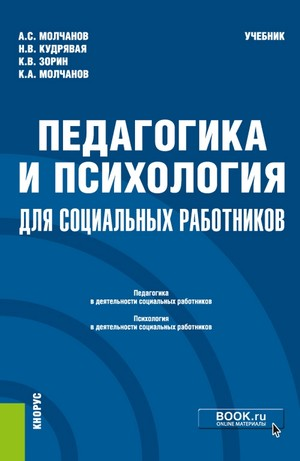 А.С. МОЛЧАНОВ
Н.В. КУДРЯВАЯ
К.В. ЗОРИН
К.А. МОЛЧАНОВ
УЧЕБНИК
ПЕДАГОГИКА
И ПСИХОЛОГИЯ
ДЛЯ СОЦИАЛЬНЫХ РАБОТНИКОВ
Педагогика
в деятельности социальных работников
Психология
в деятельности социальных работников
КНОРУС
BOOK.ru
ONLINE МАТЕРИАЛЫ